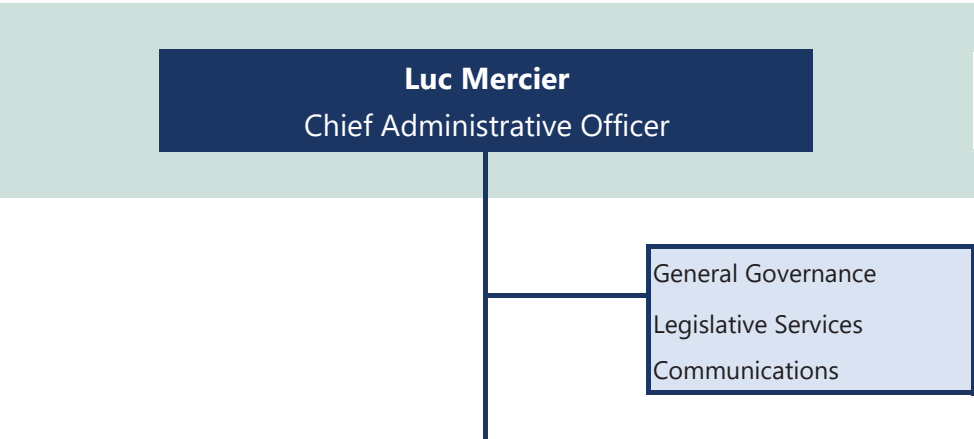 Luc Mercier
Chief Administrative Officer
General Governance
Legislative Services
Communications